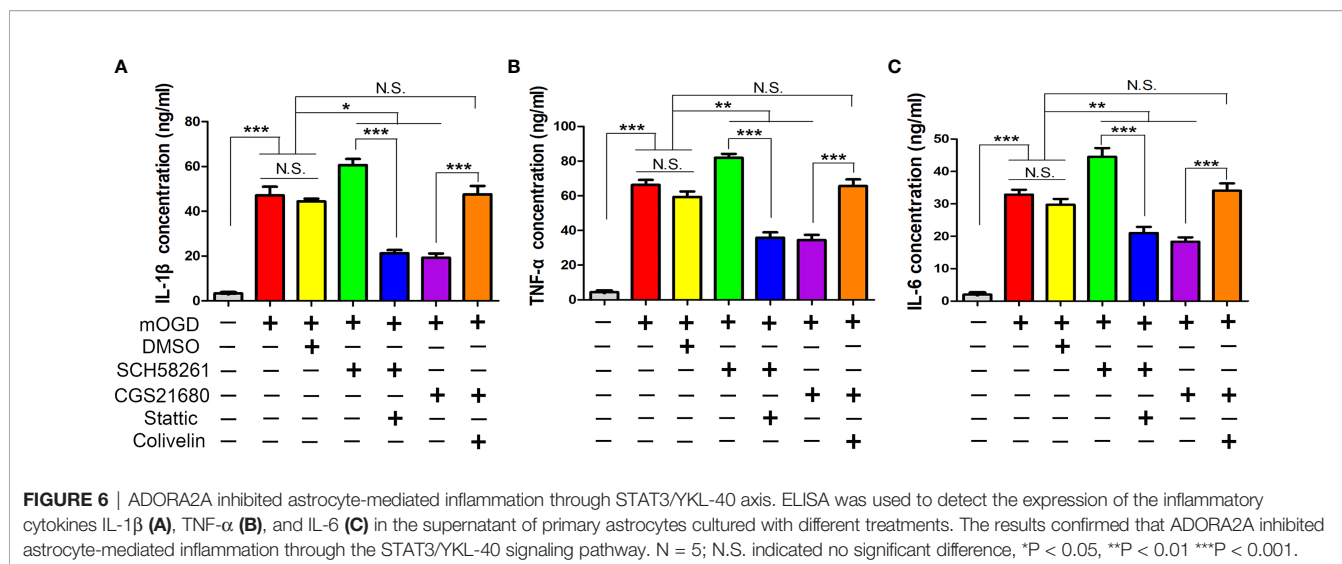 A
B
C
N.S.
*
***
***
N.S.
***
IL-1β concentration (ng/ml)
80
60
40
20
0
N.S.
**
***
***
N.S.
***
TNF-α concentration (ng/ml)
100
80
60
40
20
0
N.S.
**
***
***
N.S.
***
IL-6 concentration (ng/ml)
50
40
30
20
10
0
mOGD — + + + + + + — + + + + + + — + + + + + +
DMSO — — + — — — — — — + — — — — — — + — — — —
SCH58261 — — — + + — — — — — + + — — — — — + + — —
CGS21680 — — — — — + + — — — — — + + — — — — — + +
Stattic — — — — + — — — — — — + — — — — — — + — —
Colivelin — — — — — — + — — — — — — + — — — — — — +
FIGURE 6 | ADORA2A inhibited astrocyte-mediated inflammation through STAT3/YKL-40 axis. ELISA was used to detect the expression of the inflammatory
cytokines IL-1β (A), TNF-α (B), and IL-6 (C) in the supernatant of primary astrocytes cultured with different treatments. The results confirmed that ADORA2A inhibited
astrocyte-mediated inflammation through the STAT3/YKL-40 signaling pathway. N = 5; N.S. indicated no significant difference, *P < 0.05, **P < 0.01 ***P < 0.001.